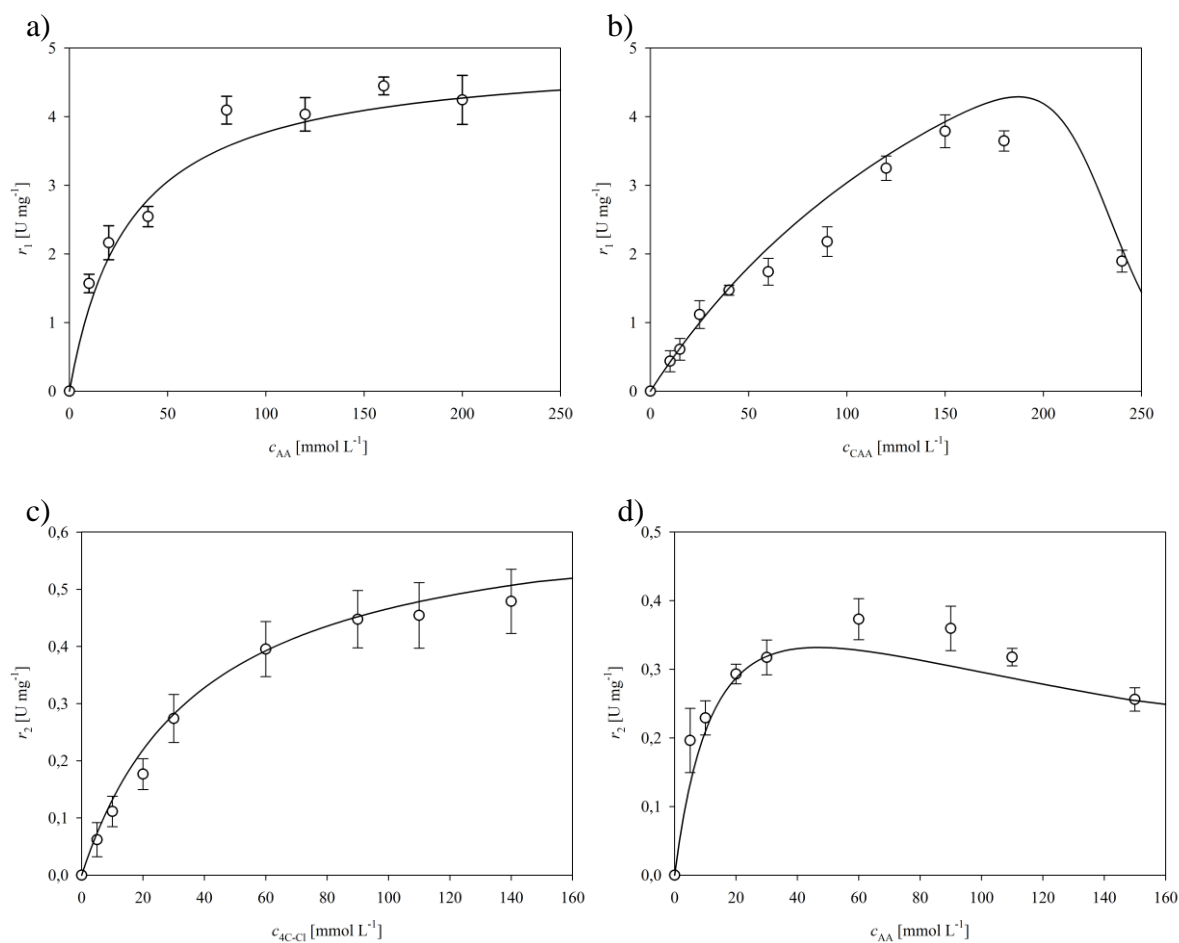 a)
5
4
3
2
1
0
r1 [U mg-1]
0 50 100 150 200 250
cAA [mmol L-1]
b)
5
4
3
2
1
0
r1 [U mg-1]
0 50 100 150 200 250
cCAA [mmol L-1]
c)
0,6
0,5
0,4
0,3
0,2
0,1
0,0
r2 [U mg-1]
0 20 40 60 80 100 120 140 160
c4C-Cl [mmol L-1]
d)
0,5
0,4
0,3
0,2
0,1
0,0
r2 [U mg-1]
0 20 40 60 80 100 120 140 160
cAA [mmol L-1]